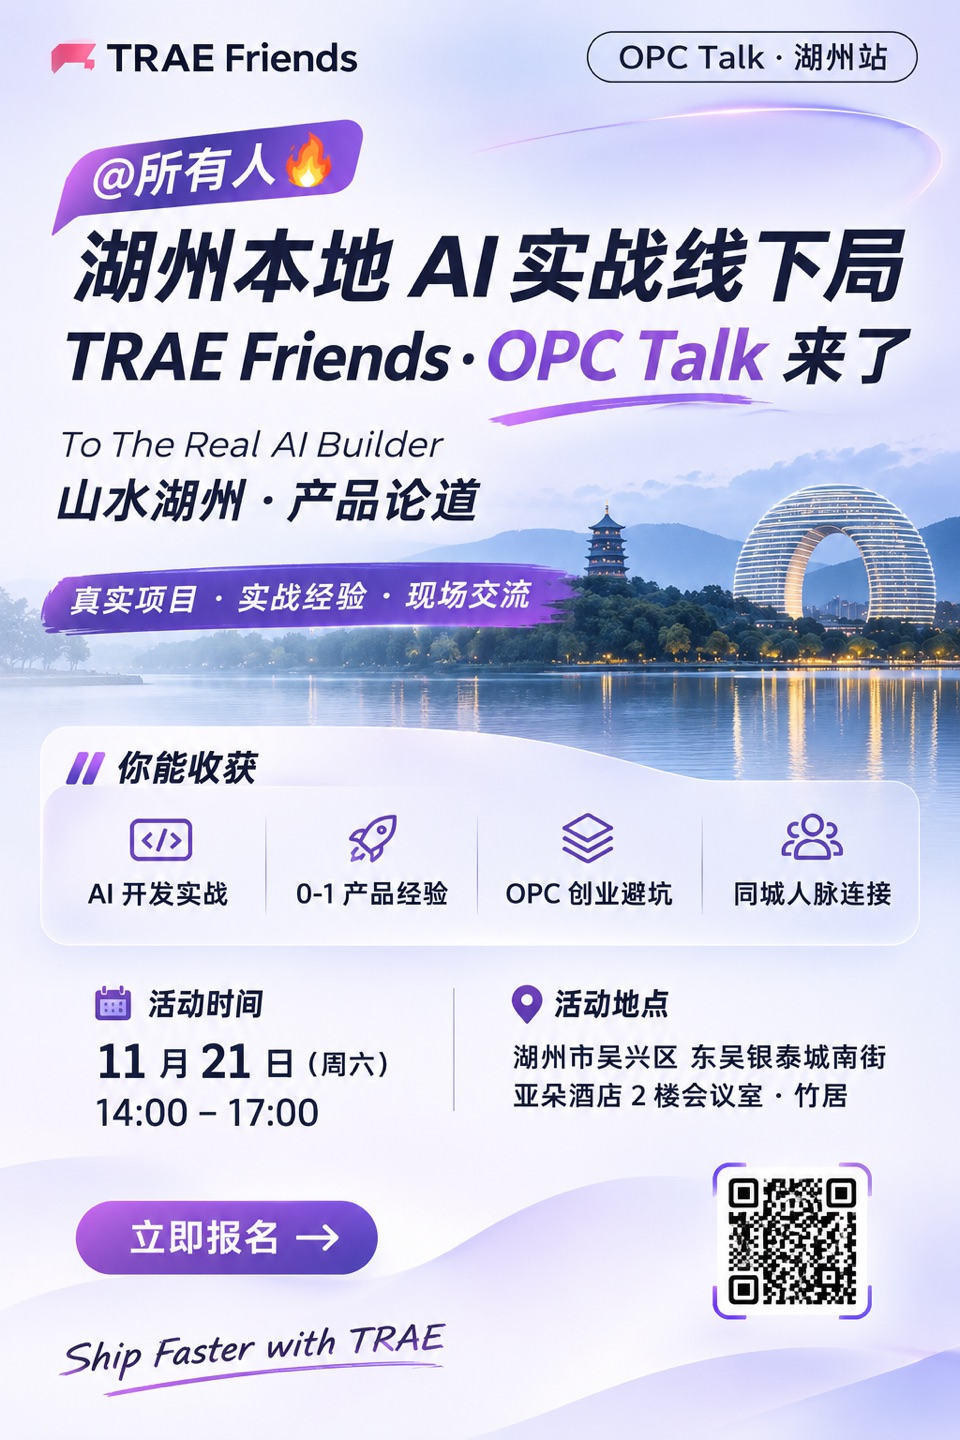 TRAE Friends
OPC Talk · 湖州站
@所有人🔥
湖州本地 AI 实战线下局
TRAE Friends · OPC Talk 来了
To The Real AI Builder
山水湖州 · 产品论道
真实项目 · 实战经验 · 现场交流
你能收获
AI 开发实战
0-1 产品经验
OPC 创业避坑
同城人脉连接
活动时间
11 月 21 日（周六）
14:00 – 17:00
活动地点
湖州市吴兴区 东吴银泰城南街
亚朵酒店 2 楼会议室 · 竹居
立即报名 →
Ship Faster with TRAE